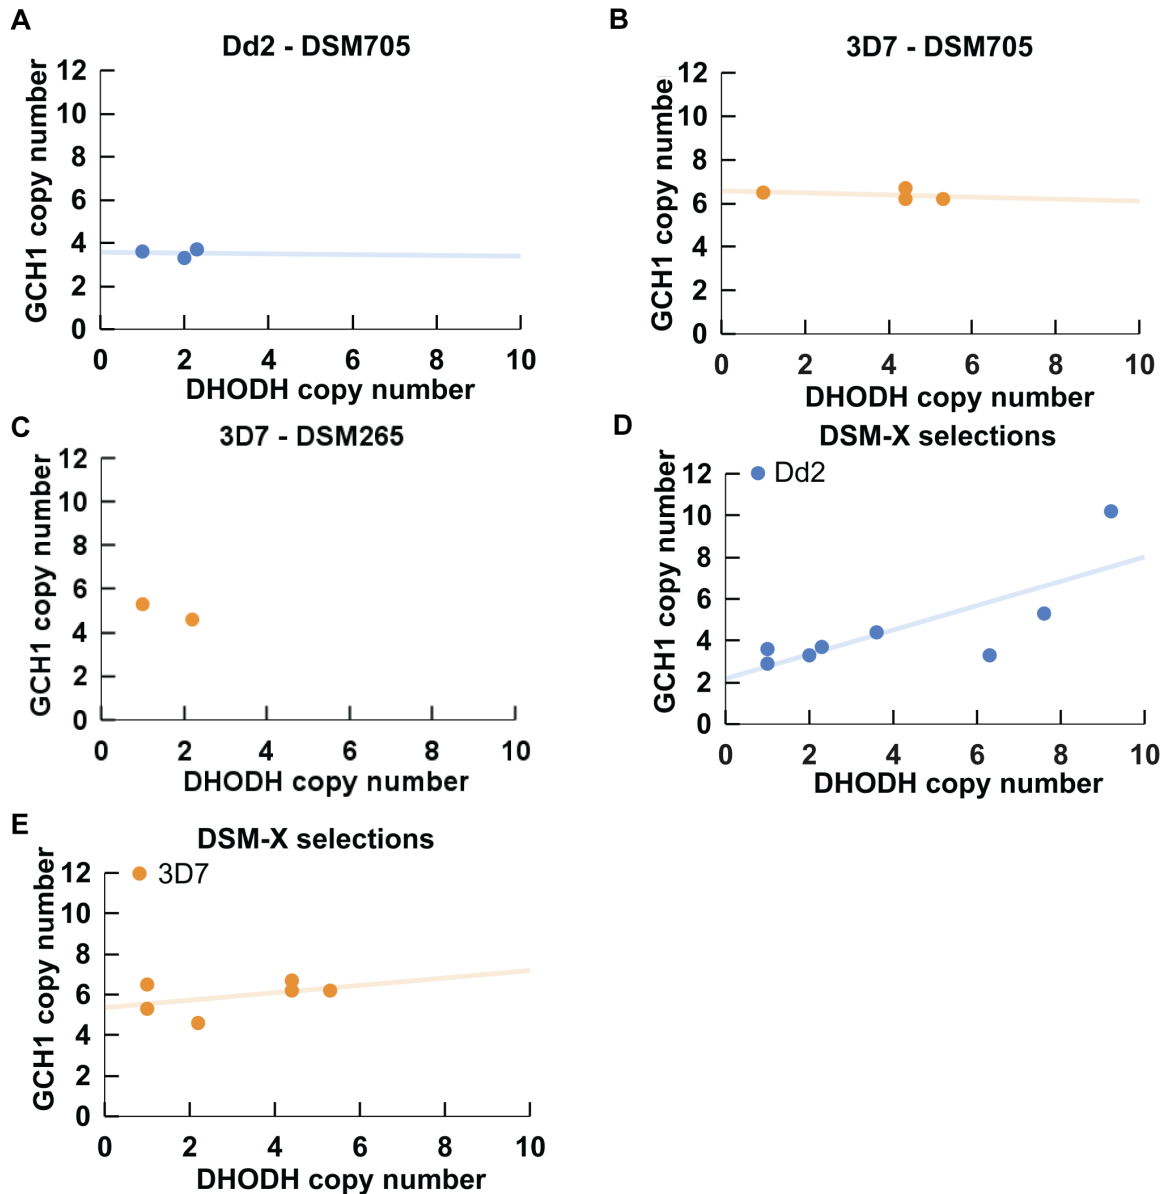 A
Dd2 - DSM705
GCH1 copy number
12
10
8
6
4
2
0
0 2 4 6 8 10
DHODH copy number
B
3D7 - DSM705
GCH1 copy numbe
12
10
8
6
4
2
0
0 2 4 6 8 10
DHODH copy number
C
3D7 - DSM265
GCH1 copy number
12
10
8
6
4
2
0
0 2 4 6 8 10
DHODH copy number
D
DSM-X selections
Dd2
GCH1 copy number
12
10
8
6
4
2
0
0 2 4 6 8 10
DHODH copy number
E
DSM-X selections
3D7
GCH1 copy number
12
10
8
6
4
2
0
0 2 4 6 8 10
DHODH copy number